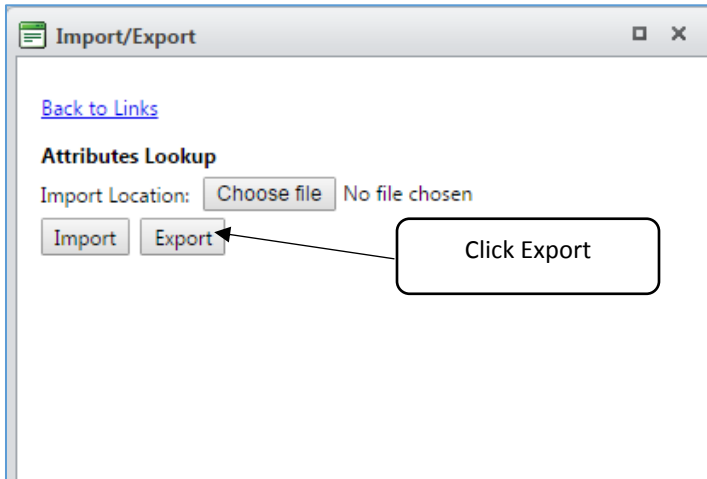 Import/Export
Back to Links
Attributes Lookup
Import Location: Choose file No file chosen
Import Export
Click Export